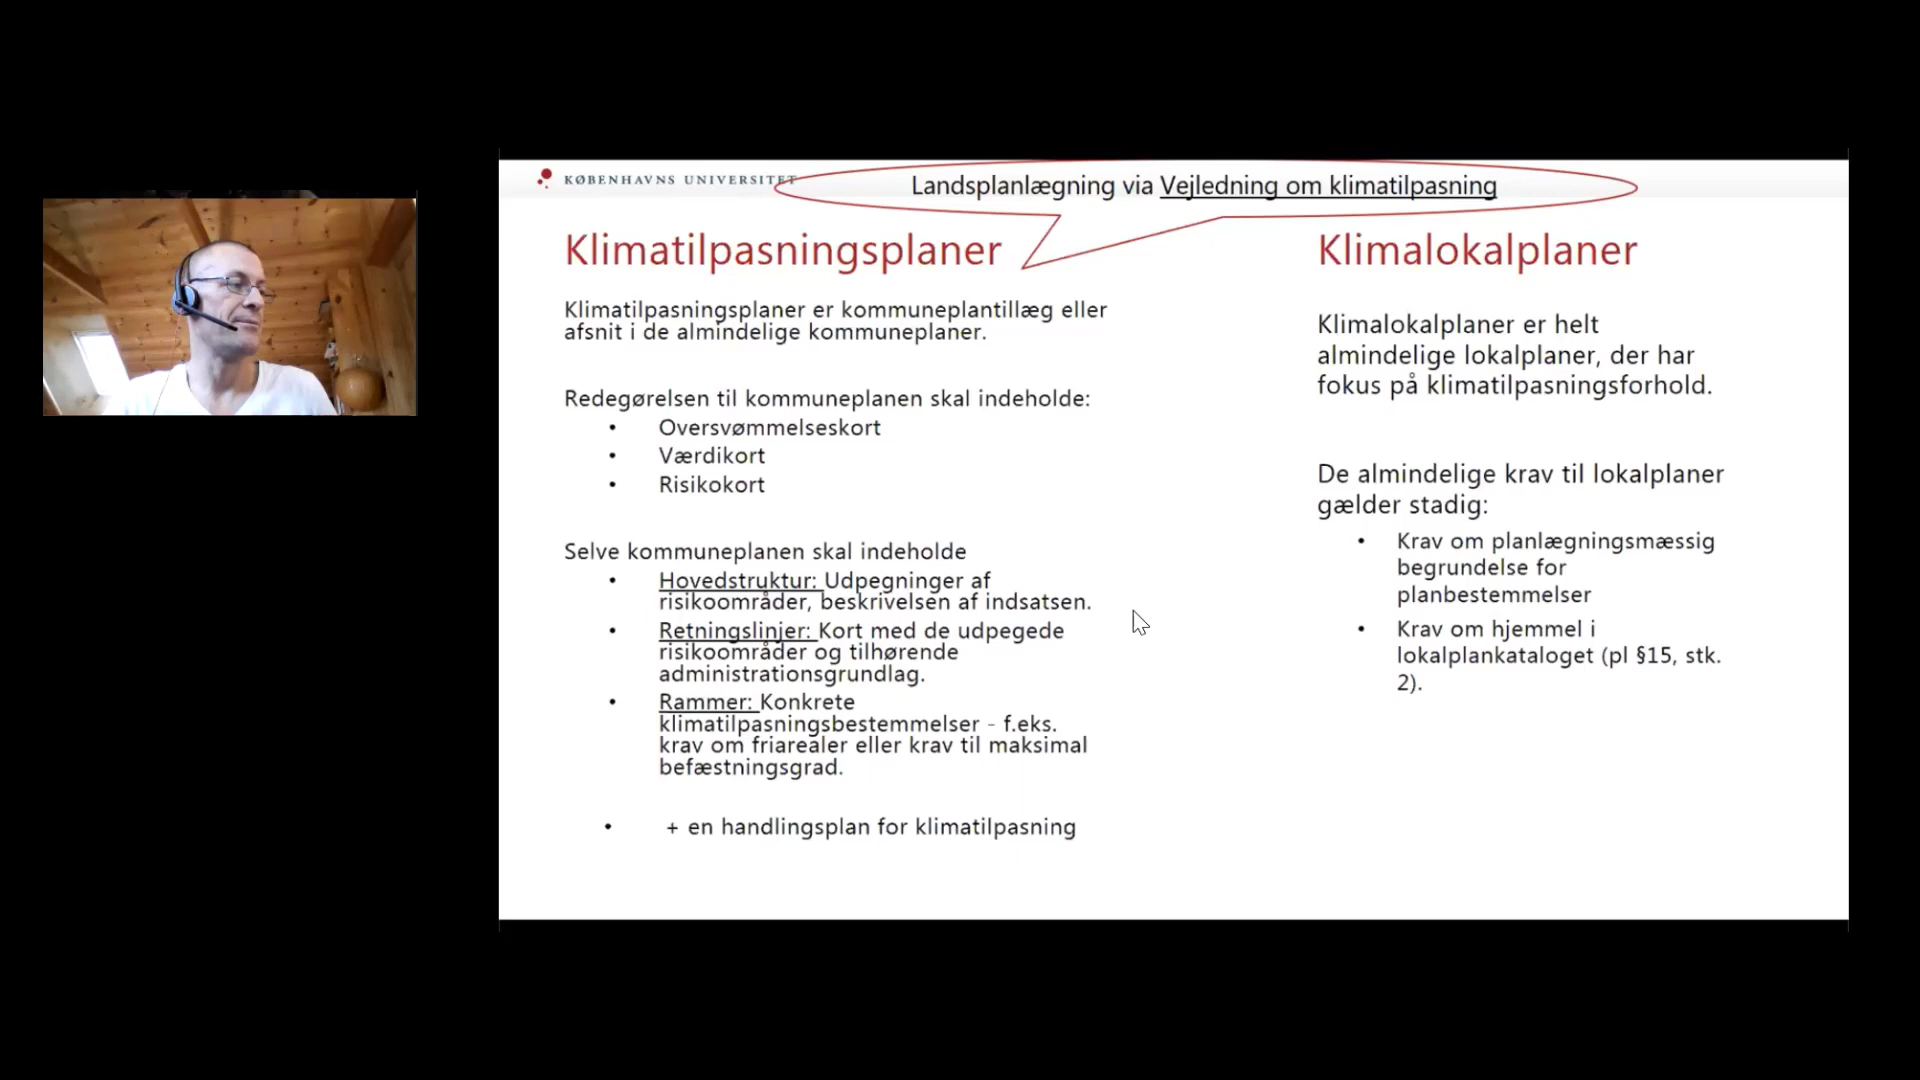 KØBENHAVNS UNIVERSITET
Landsplanlægning via Vejledning om klimatilpasning
Klimatilpasningsplaner
Klimatilpasningsplaner er kommuneplantillæg eller
afsnit i de almindelige kommuneplaner.
Redegørelsen til kommuneplanen skal indeholde:
• Oversvømmelseskort
• Værdikort
• Risikokort
Selve kommuneplanen skal indeholde
• Hovedstruktur: Udpegninger af
risikoområder, beskrivelsen af indsatsen.
• Retningslinjer: Kort med de udpegede
risikoområder og tilhørende
administrationsgrundlag.
• Rammer: Konkrete
klimatilpasningsbestemmelser - f.eks.
krav om friarealer eller krav til maksimal
befæstningsgrad.
• + en handlingsplan for klimatilpasning
Klimalokalplaner
Klimalokalplaner er helt
almindelige lokalplaner, der har
fokus på klimatilpasningsforhold.
De almindelige krav til lokalplaner
gælder stadig:
• Krav om planlægningsmæssig
begrundelse for
planbestemmelser
• Krav om hjemmel i
lokalplankataloget (pl §15, stk.
2).